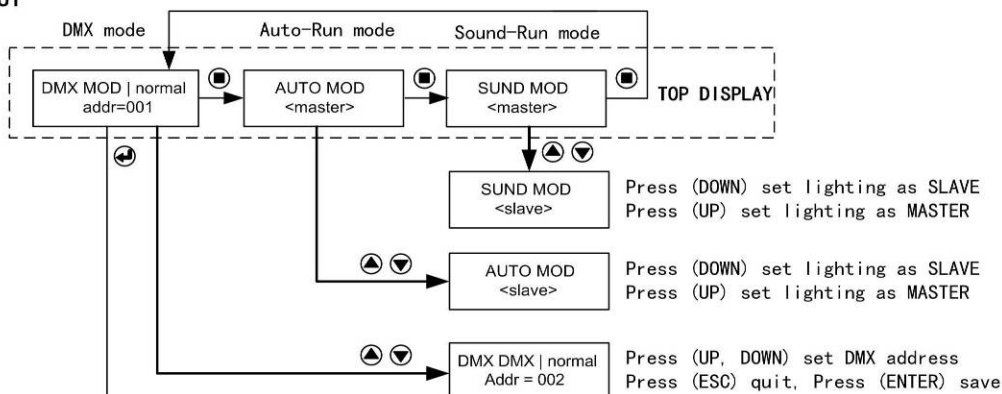 DMX mode Auto-Run mode Sound-Run mode
DMX MOD | normal
addr=001
AUTO MOD
<master>
SUND MOD
<master>
TOP DISPLAY
SUND MOD
<slave>
Press (DOWN) set lighting as SLAVE
Press (UP) set lighting as MASTER
AUTO MOD
<slave>
Press (DOWN) set lighting as SLAVE
Press (UP) set lighting as MASTER
DMX DMX | normal
Addr = 002
Press (UP, DOWN) set DMX address
Press (ESC) quit, Press (ENTER) save